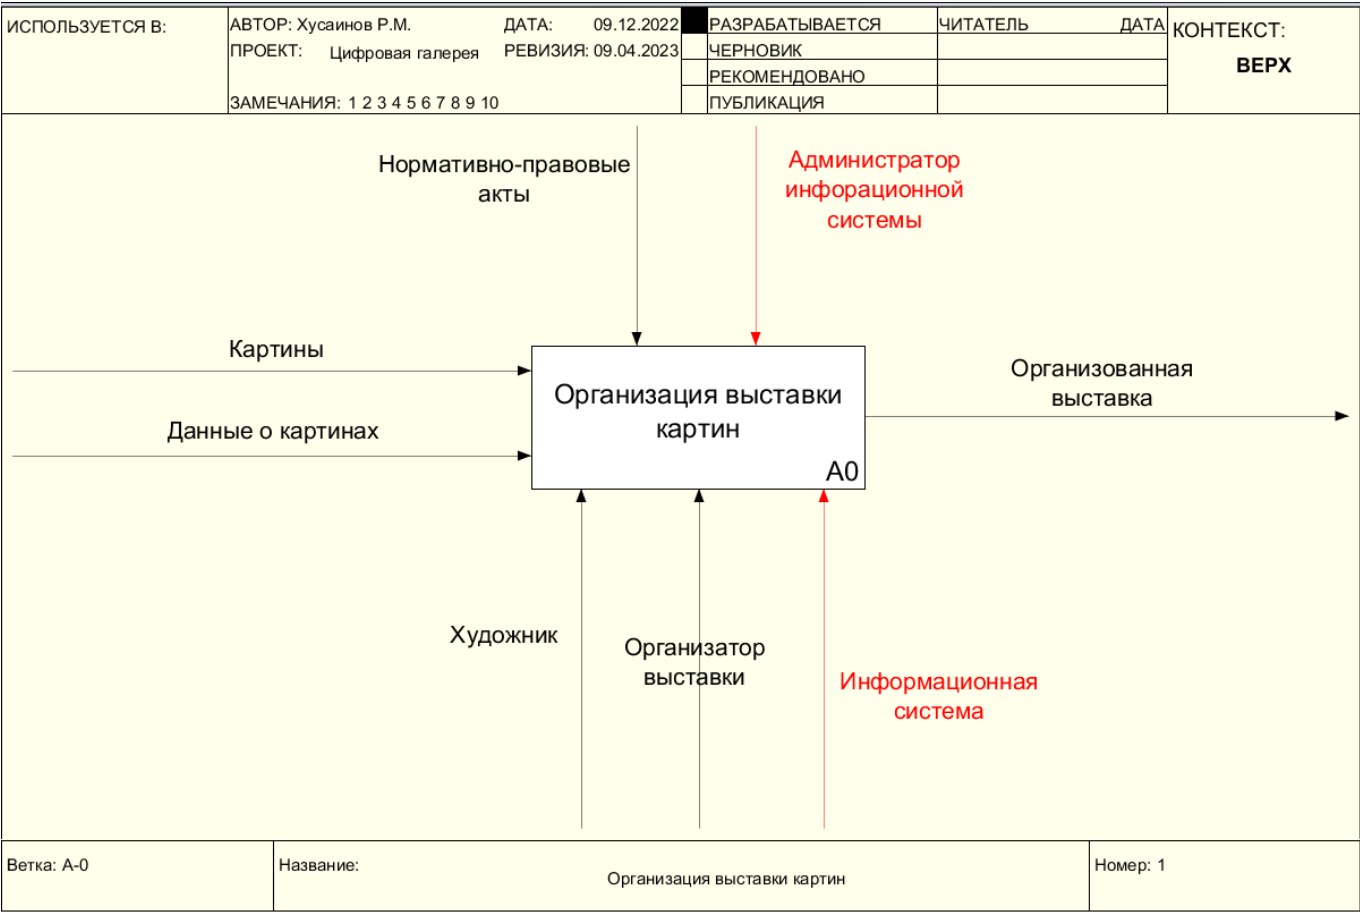 ИСПОЛЬЗУЕТСЯ В:
АВТОР: Хусаинов Р.М.
ДАТА: 09.12.2022
ПРОЕКТ: Цифровая галерея
РЕВИЗИЯ: 09.04.2023
ЗАМЕЧАНИЯ: 1 2 3 4 5 6 7 8 9 10
РАЗРАБАТЫВАЕТСЯ
ЧЕРНОВИК
РЕКОМЕНДОВАНО
ПУБЛИКАЦИЯ
ЧИТАТЕЛЬ ДАТА
КОНТЕКСТ:
ВЕРХ
Нормативно-правовые
акты
Администратор
инфорационной
системы
Картины
Данные о картинах
Организация выставки
картин
A0
Организованная
выставка
Художник
Организатор
выставки
Информационная
система
Ветка: A-0
Название:
Организация выставки картин
Номер: 1